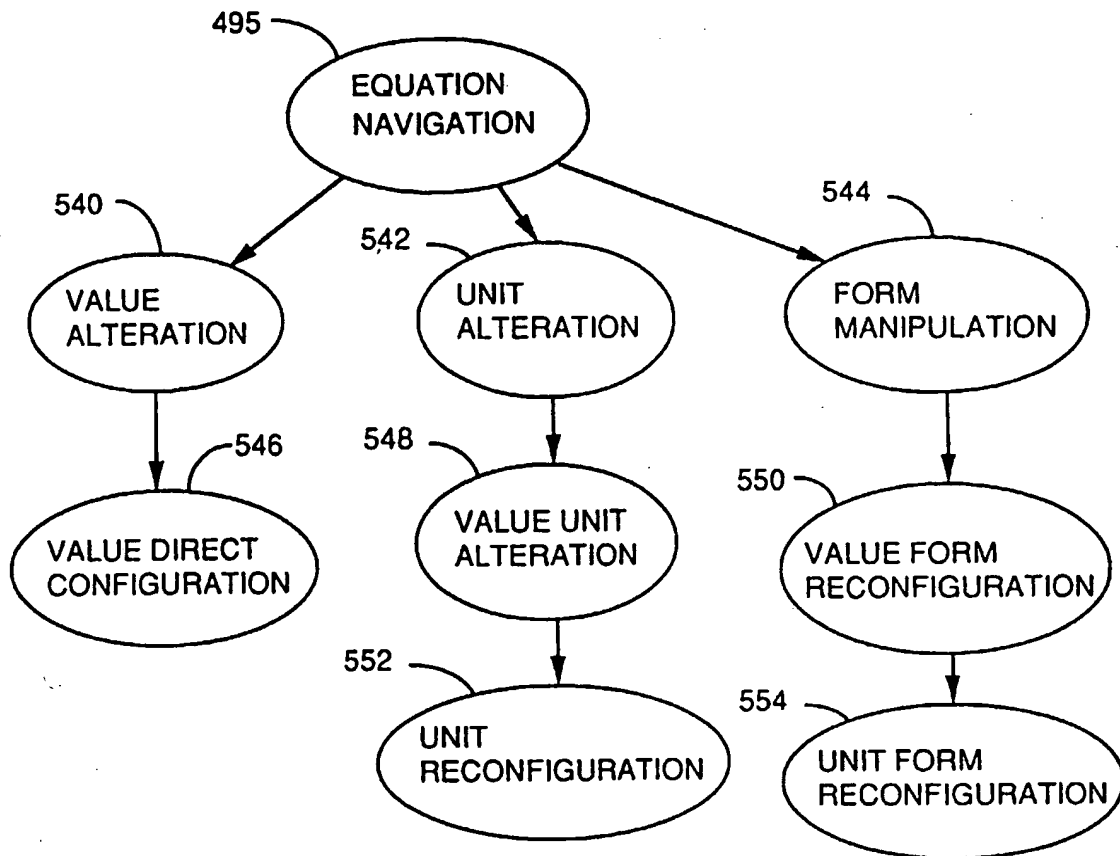 495
EQUATION
NAVIGATION
540
542
544
VALUE
ALTERATION
UNIT
ALTERATION
FORM
MANIPULATION
546
548
550
VALUE DIRECT
CONFIGURATION
VALUE UNIT
ALTERATION
VALUE FORM
RECONFIGURATION
552
554
UNIT
RECONFIGURATION
UNIT FORM
RECONFIGURATION